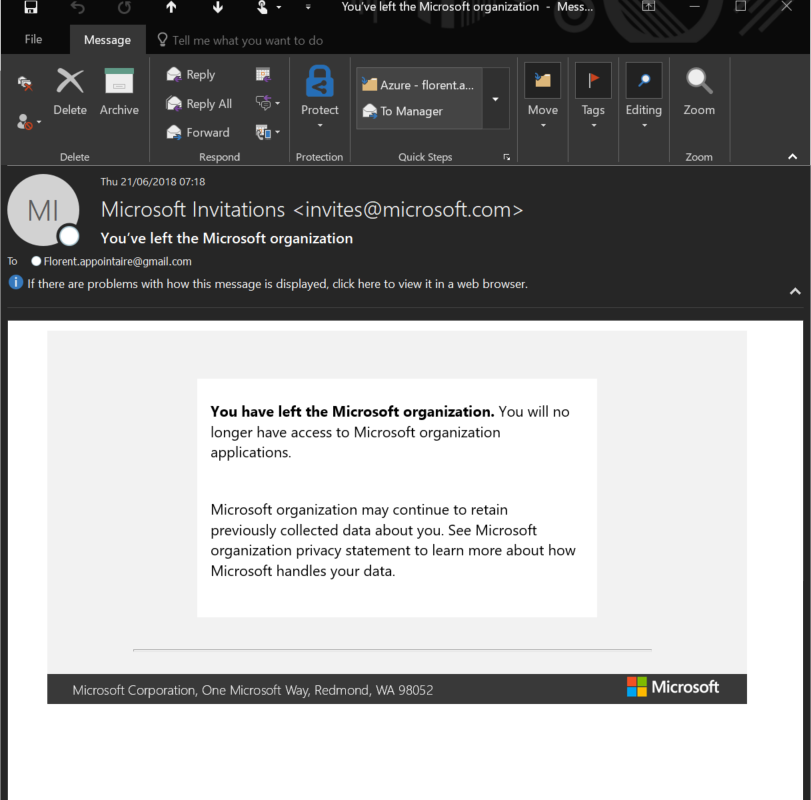 You've left the Microsoft organization - Mess...
File Message Tell me what you want to do
Delete Archive Reply Reply All Forward Protect Azure - florent.a... To Manager Move Tags Editing Zoom
Delete Respond Protection Quick Steps Zoom
MI
Thu 21/06/2018 07:18
Microsoft Invitations <invites@microsoft.com>
You've left the Microsoft organization
To Florent.appointaire@gmail.com
If there are problems with how this message is displayed, click here to view it in a web browser.
You have left the Microsoft organization. You will no
longer have access to Microsoft organization
applications.
Microsoft organization may continue to retain
previously collected data about you. See Microsoft
organization privacy statement to learn more about how
Microsoft handles your data.
Microsoft Corporation, One Microsoft Way, Redmond, WA 98052
Microsoft